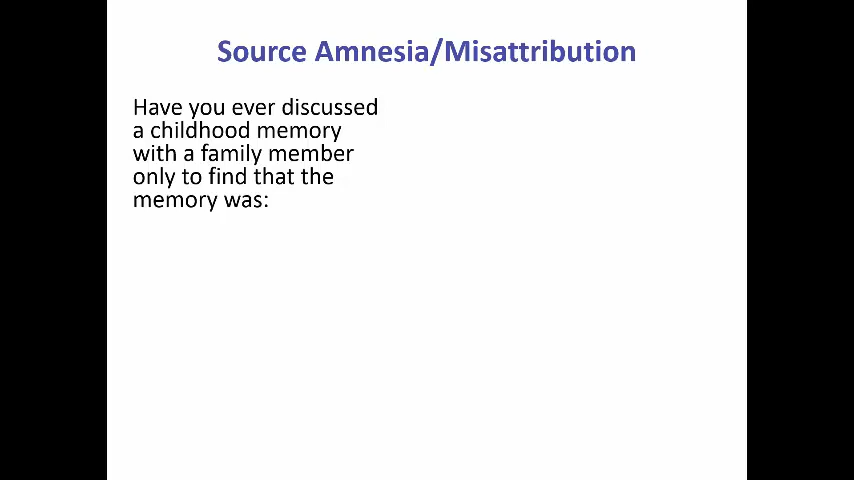 Source Amnesia/Misattribution
Have you ever discussed
a childhood memory
with a family member
only to find that the
memory was: